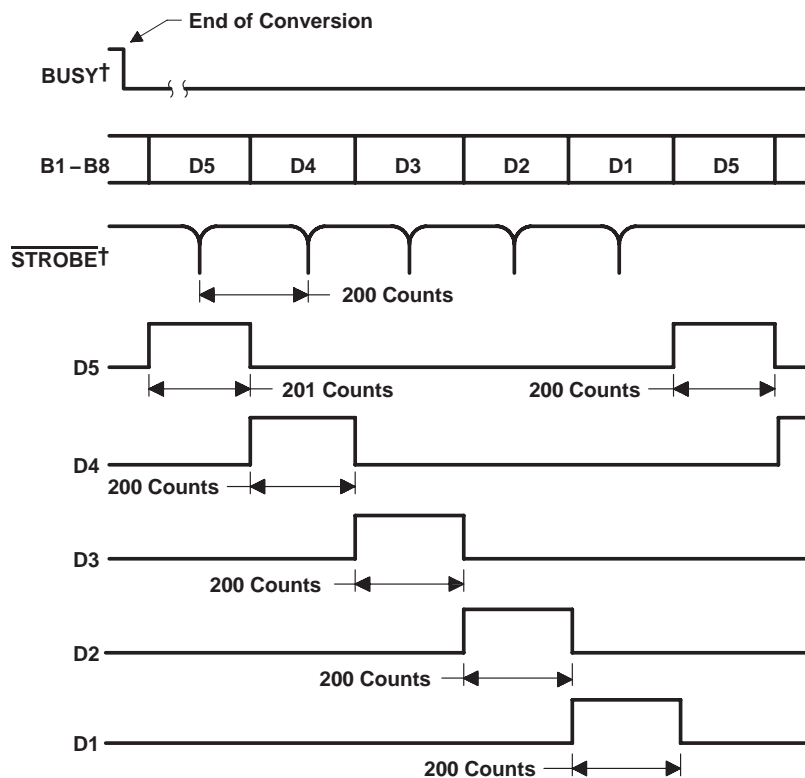 End of Conversion
BUSY†
B1–B8 D5 D4 D3 D2 D1 D5
STROBE†
200 Counts
D5
201 Counts 200 Counts
D4
200 Counts
D3
200 Counts
D2
200 Counts
D1
200 Counts